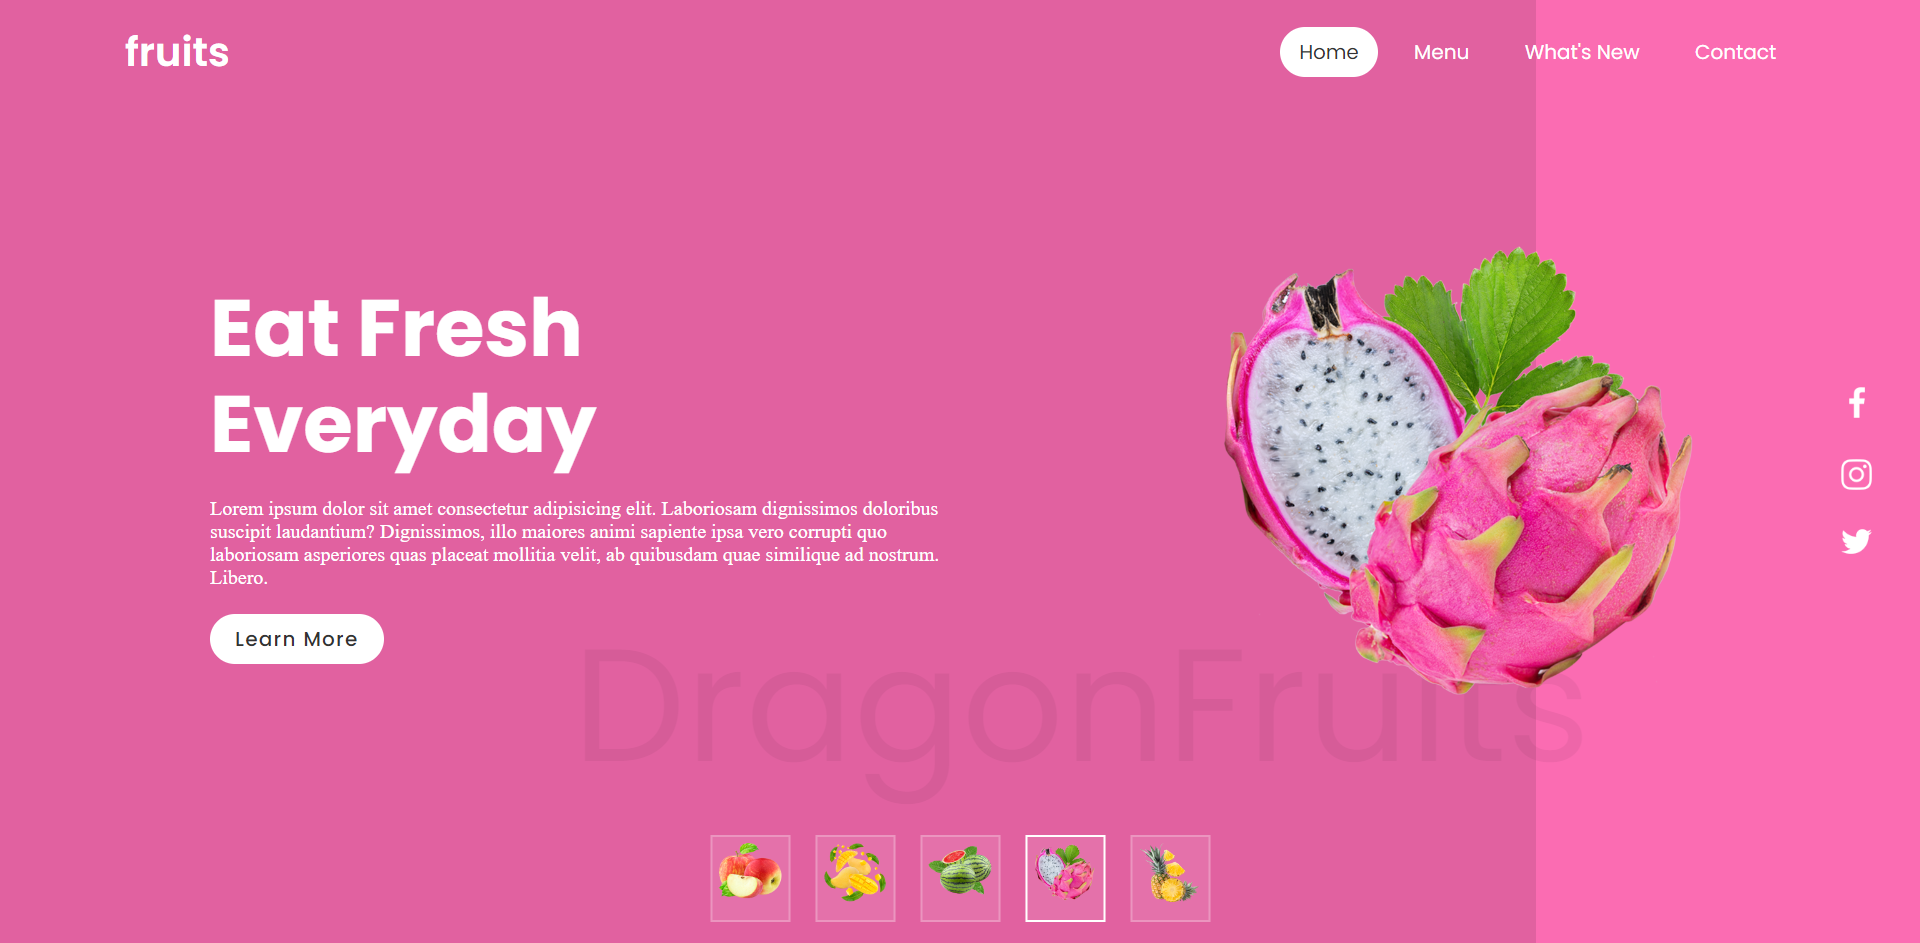 fruits
Home
Menu
What's New
Contact
Eat Fresh
Everyday
Lorem ipsum dolor sit amet consectetur adipisicing elit. Laboriosam dignissimos doloribus
suscipit laudantium? Dignissimos, illo maiores animi sapiente ipsa vero corrupti quo
laboriosam asperiores quas placeat mollitia velit, ab quibusdam quae similique ad nostrum.
Libero.
Learn More
DragonFruits